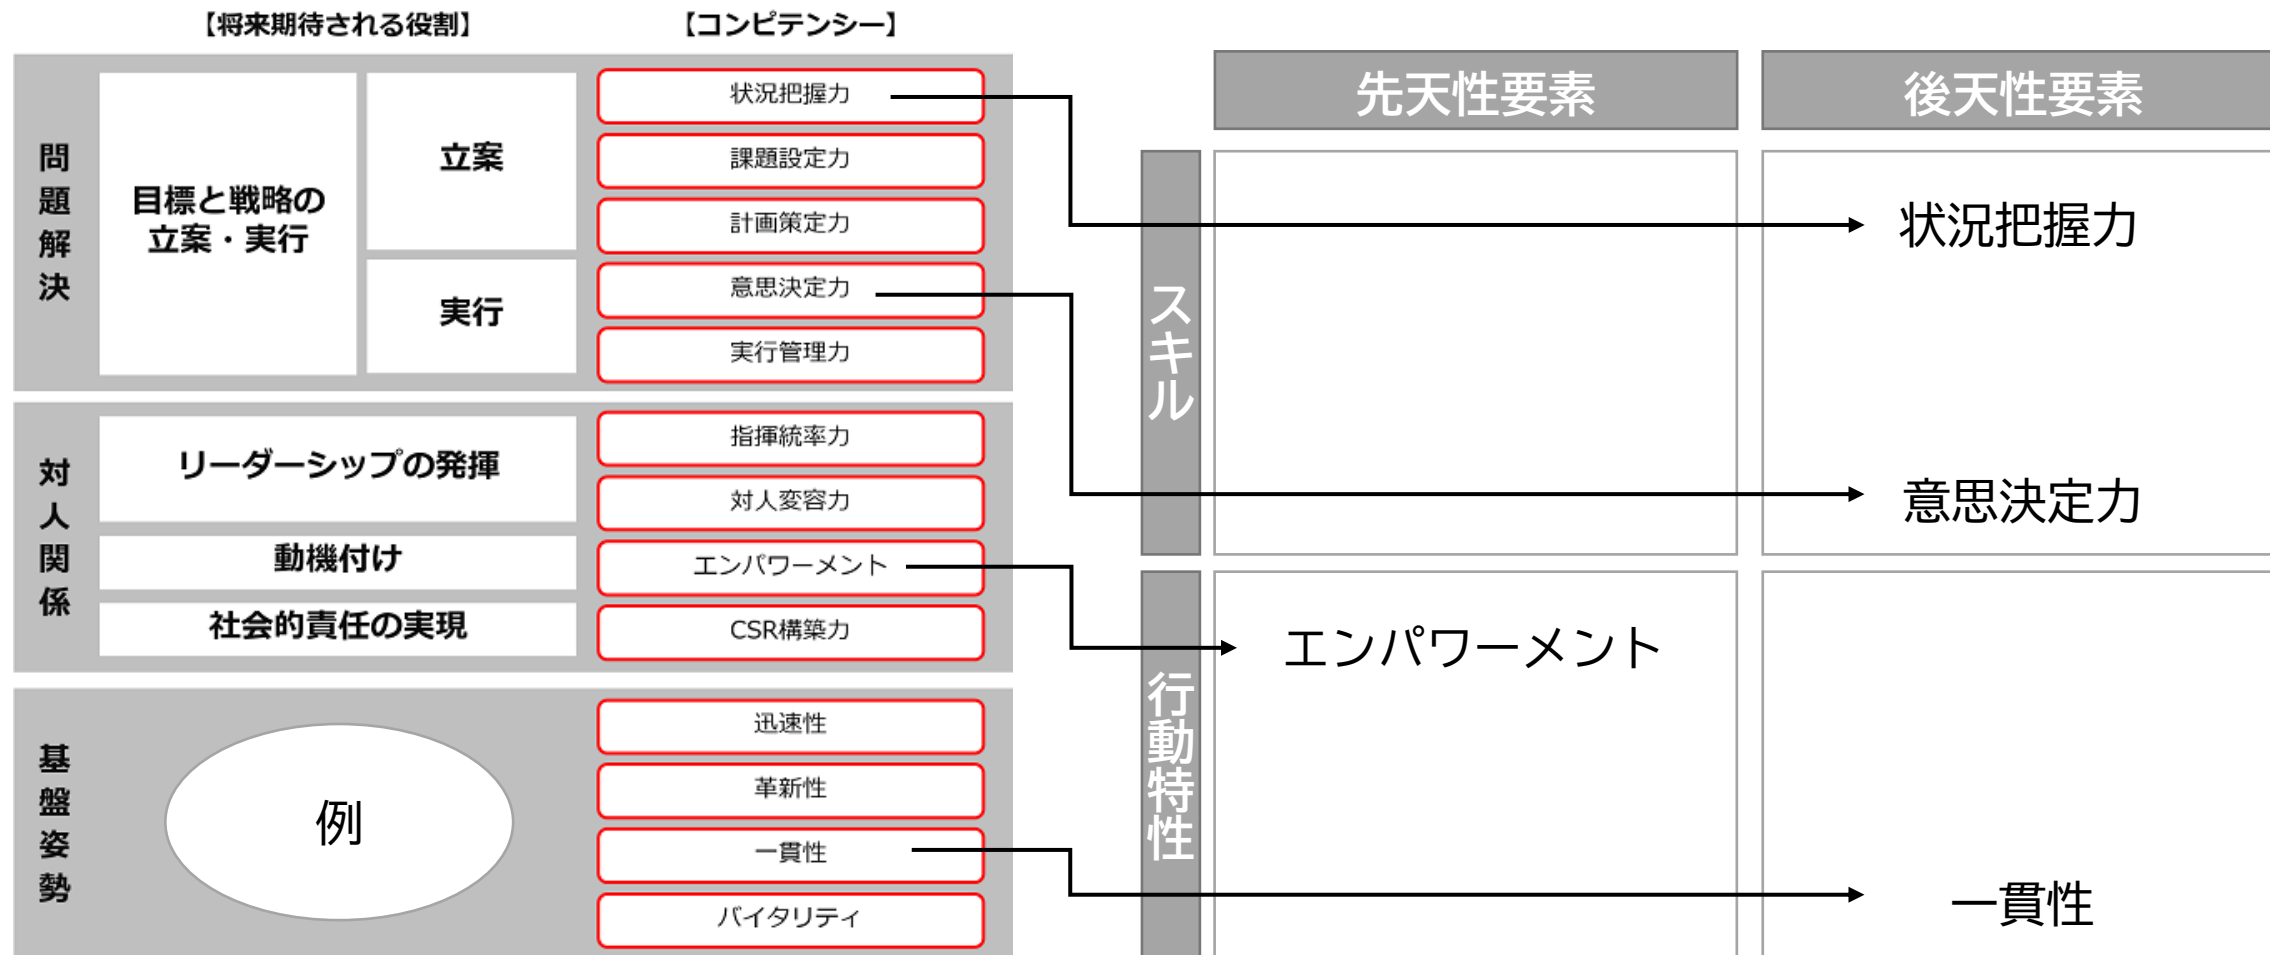 【将来期待される役割】
【コンピテンシー】
問題解決
目標と戦略の
立案・実行
立案
実行
状況把握力
課題設定力
計画策定力
意思決定力
実行管理力
対人関係
リーダーシップの発揮
動機付け
社会的責任の実現
指揮統率力
対人変容力
エンパワーメント
CSR構築力
基盤姿勢
例
迅速性
革新性
一貫性
バイタリティ
先天性要素
後天性要素
スキル
状況把握力
意思決定力
行動特性
エンパワーメント
一貫性